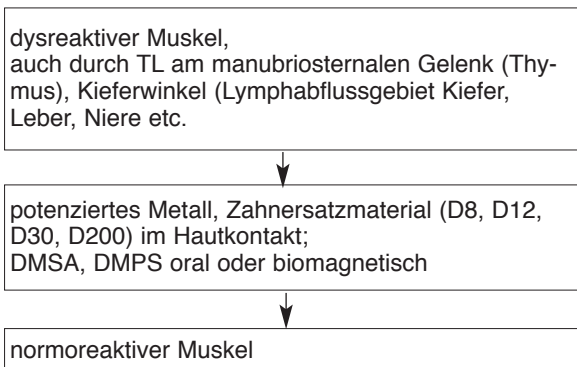 dysreaktiver Muskel,
auch durch TL am manubriosternalen Gelenk (Thy-
mus), Kieferwinkel (Lymphabflussgebiet Kiefer,
Leber, Niere etc.
potenziertes Metall, Zahnersatzmaterial (D8, D12,
D30, D200) im Hautkontakt;
DMSA, DMPS oral oder biomagnetisch
normoreaktiver Muskel